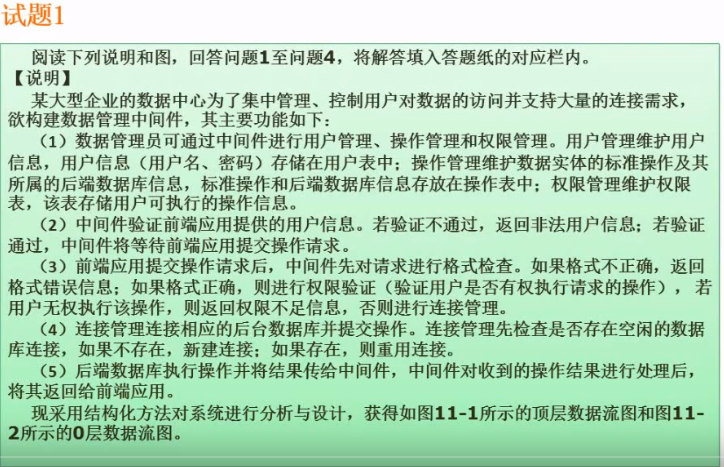 试题1
阅读下列说明和图，回答问题1至问题4，将解答填入答题纸的对应栏内。
【说明】
某大型企业的数据中心为了集中管理、控制用户对数据的访问并支持大量的连接需求，
欲构建数据管理中间件，其主要功能如下：
（1）数据管理员可通过中间件进行用户管理、操作管理和权限管理。用户管理维护用户
信息，用户信息（用户名、密码）存储在用户表中；操作管理维护数据实体的标准操作及其
所属的后端数据库信息，标准操作和后端数据库信息存放在操作表中；权限管理维护权限
表，该表存储用户可执行的操作信息。
（2）中间件验证前端应用提供的用户信息。若验证不通过，返回非法用户信息；若验证
通过，中间件将等待前端应用提交操作请求。
（3）前端应用提交操作请求后，中间件先对请求进行格式检查。如果格式不正确，返回
格式错误信息；如果格式正确，则进行权限验证（验证用户是否有权执行请求的操作），若
用户无权执行该操作，则返回权限不足信息，否则进行连接管理。
（4）连接管理连接相应的后台数据库并提交操作。连接管理先检查是否存在空闲的数据
库连接，如果不存在，新建连接；如果存在，则重用连接。
（5）后端数据库执行操作并将结果传给中间件，中间件对收到的操作结果进行处理后，
将其返回给前端应用。
现采用结构化方法对系统进行分析与设计，获得如图11-1所示的顶层数据流图和图11-
2所示的0层数据流图。